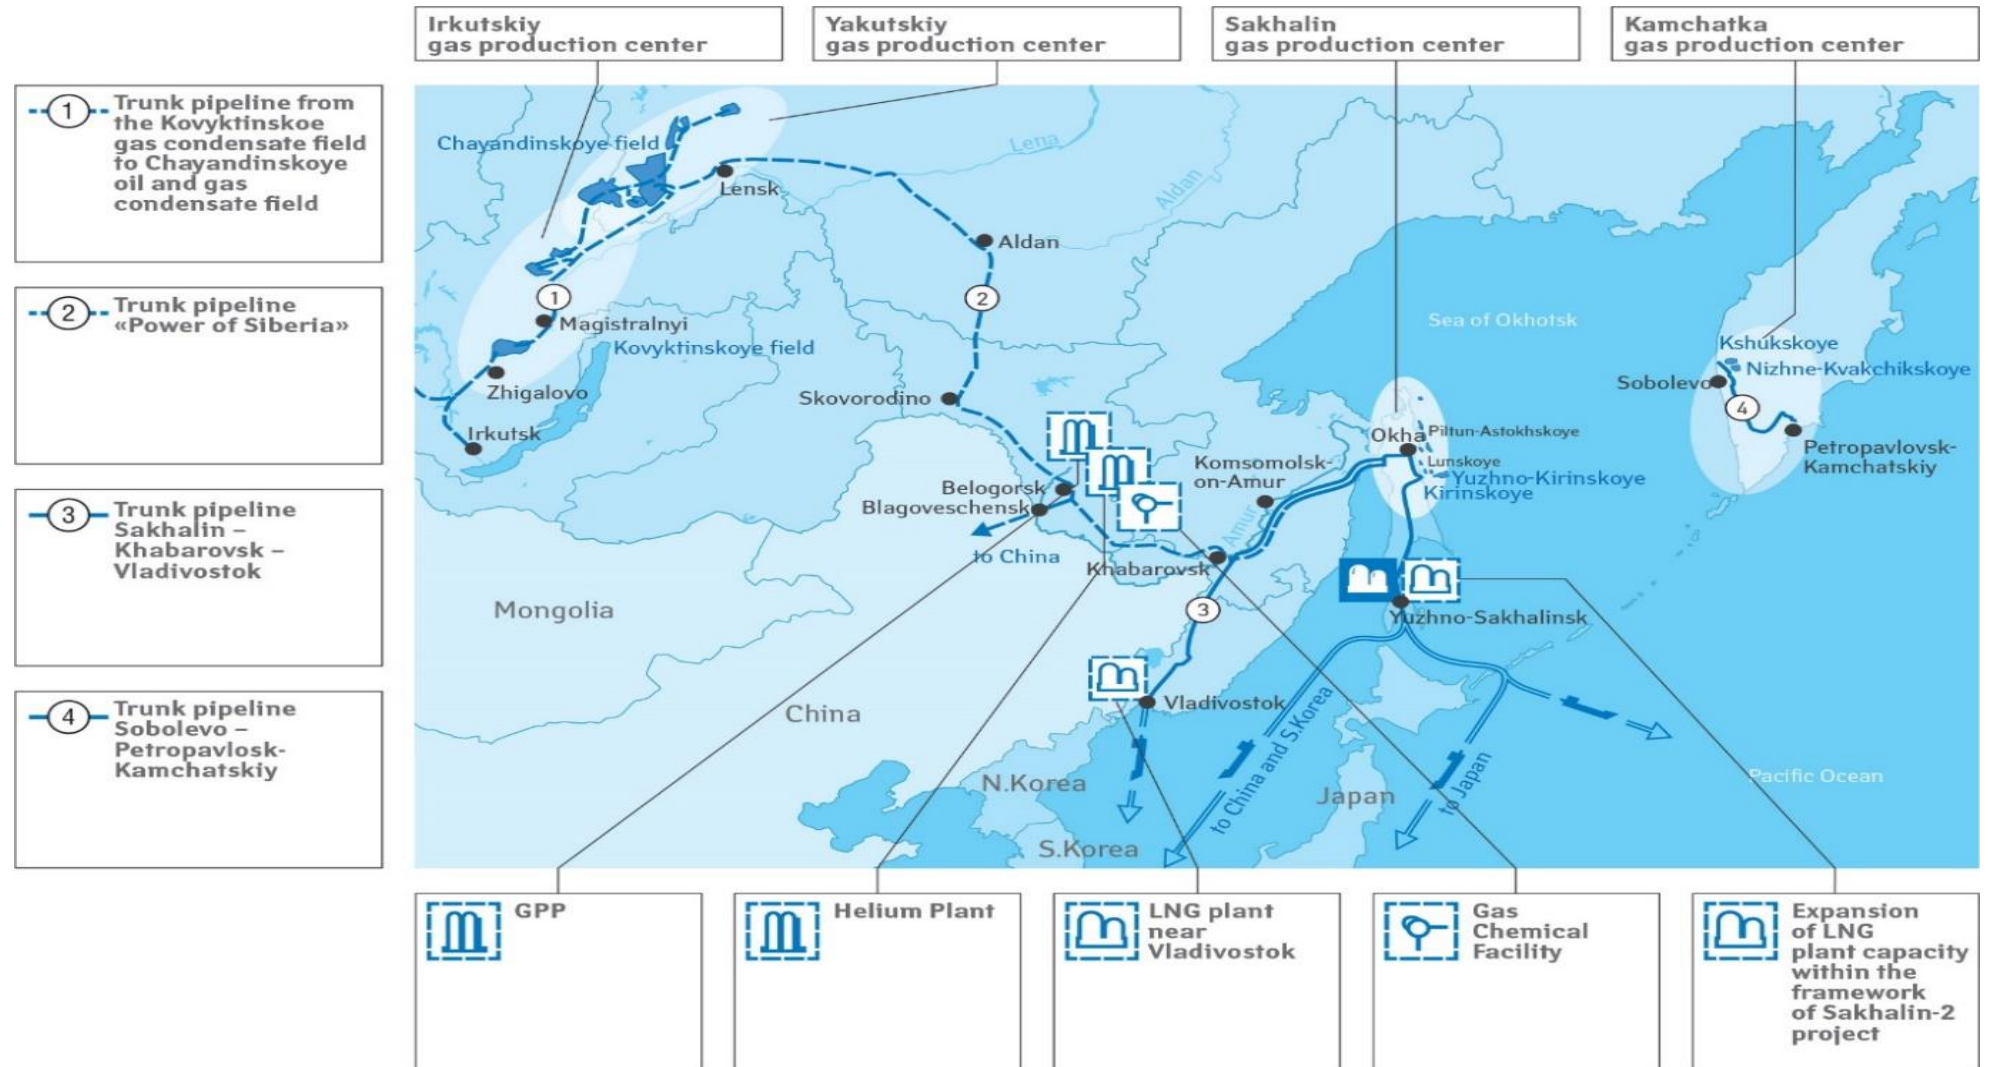 Irkutskiy
gas production center
Yakutskiy
gas production center
Sakhalin
gas production center
Kamchatka
gas production center
1
Trunk pipeline from
the Kovyktinskoe
gas condensate field
to Chayandinskoye
oil and gas
condensate field
2
Trunk pipeline
«Power of Siberia»
3
Trunk pipeline
Sakhalin –
Khabarovsk –
Vladivostok
4
Trunk pipeline
Sobolevo –
Petropavlosk-
Kamchatskiy
Chayandinskoye field
Lena
Aldan
Lensk
Aldan
1
2
Magistralnyi
Kovyktinskoye field
Zhigalovo
Irkutsk
Skovorodino
Sea of Okhotsk
Kshukskoye
Nizhne-Kvakchikskoye
Sobolevo
4
Petropavlovsk-
Kamchatskiy
Okha
Piltun-Astokhskoye
Lunskoye
Yuzhno-Kirinskoye
Kirinskoye
Komsomolsk-
on-Amur
Amur
Belogorsk
Blagoveschensk
to China
Khabarovsk
3
Yuzhno-Sakhalinsk
Mongolia
China
Vladivostok
to China and S.Korea
to Japan
N.Korea
S.Korea
Japan
Pacific Ocean
GPP
Helium Plant
LNG plant
near
Vladivostok
Gas
Chemical
Facility
Expansion
of LNG
plant capacity
within the
framework
of Sakhalin-2
project